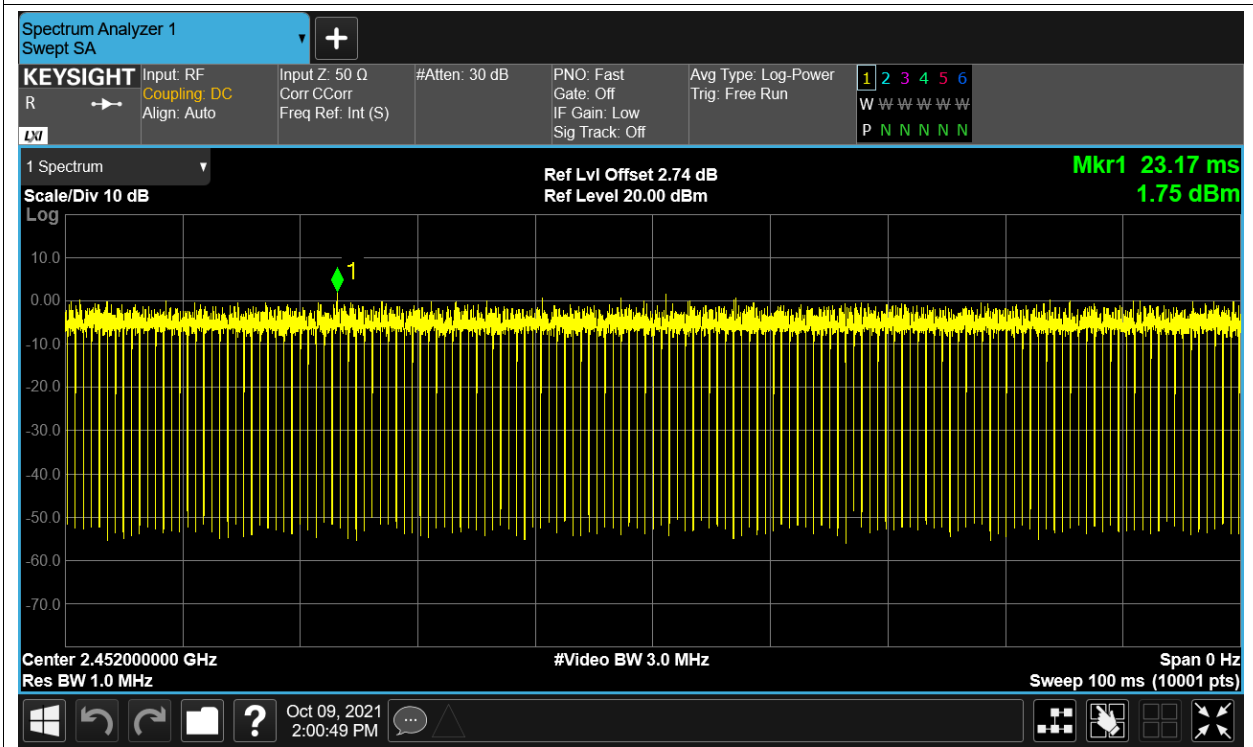 Spectrum Analyzer 1
Swept SA
+
KEYSIGHT
R
LXI
Input: RF
Coupling: DC
Align: Auto
Input Z: 50 Ω
Corr CCorr
Freq Ref: Int (S)
#Atten: 30 dB
PNO: Fast
Gate: Off
IF Gain: Low
Sig Track: Off
Avg Type: Log-Power
Trig: Free Run
1 2 3 4 5 6
W W W W W W
P N N N N N
1 Spectrum
Scale/Div 10 dB
Ref Lvl Offset 2.74 dB
Ref Level 20.00 dBm
Mkr1 23.17 ms
1.75 dBm
Log
1
10.0
0.00
-10.0
-20.0
-30.0
-40.0
-50.0
-60.0
-70.0
Center 2.452000000 GHz
Res BW 1.0 MHz
#Video BW 3.0 MHz
Span 0 Hz
Sweep 100 ms (10001 pts)
?
Oct 09, 2021
2:00:49 PM